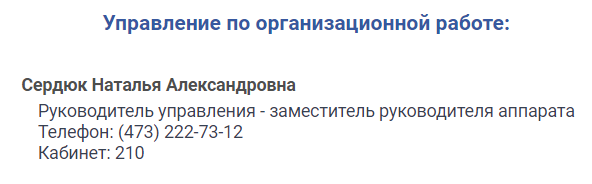 Управление по организационной работе:
Сердюк Наталья Александровна
Руководитель управления - заместитель руководителя аппарата
Телефон: (473) 222-73-12
Кабинет: 210